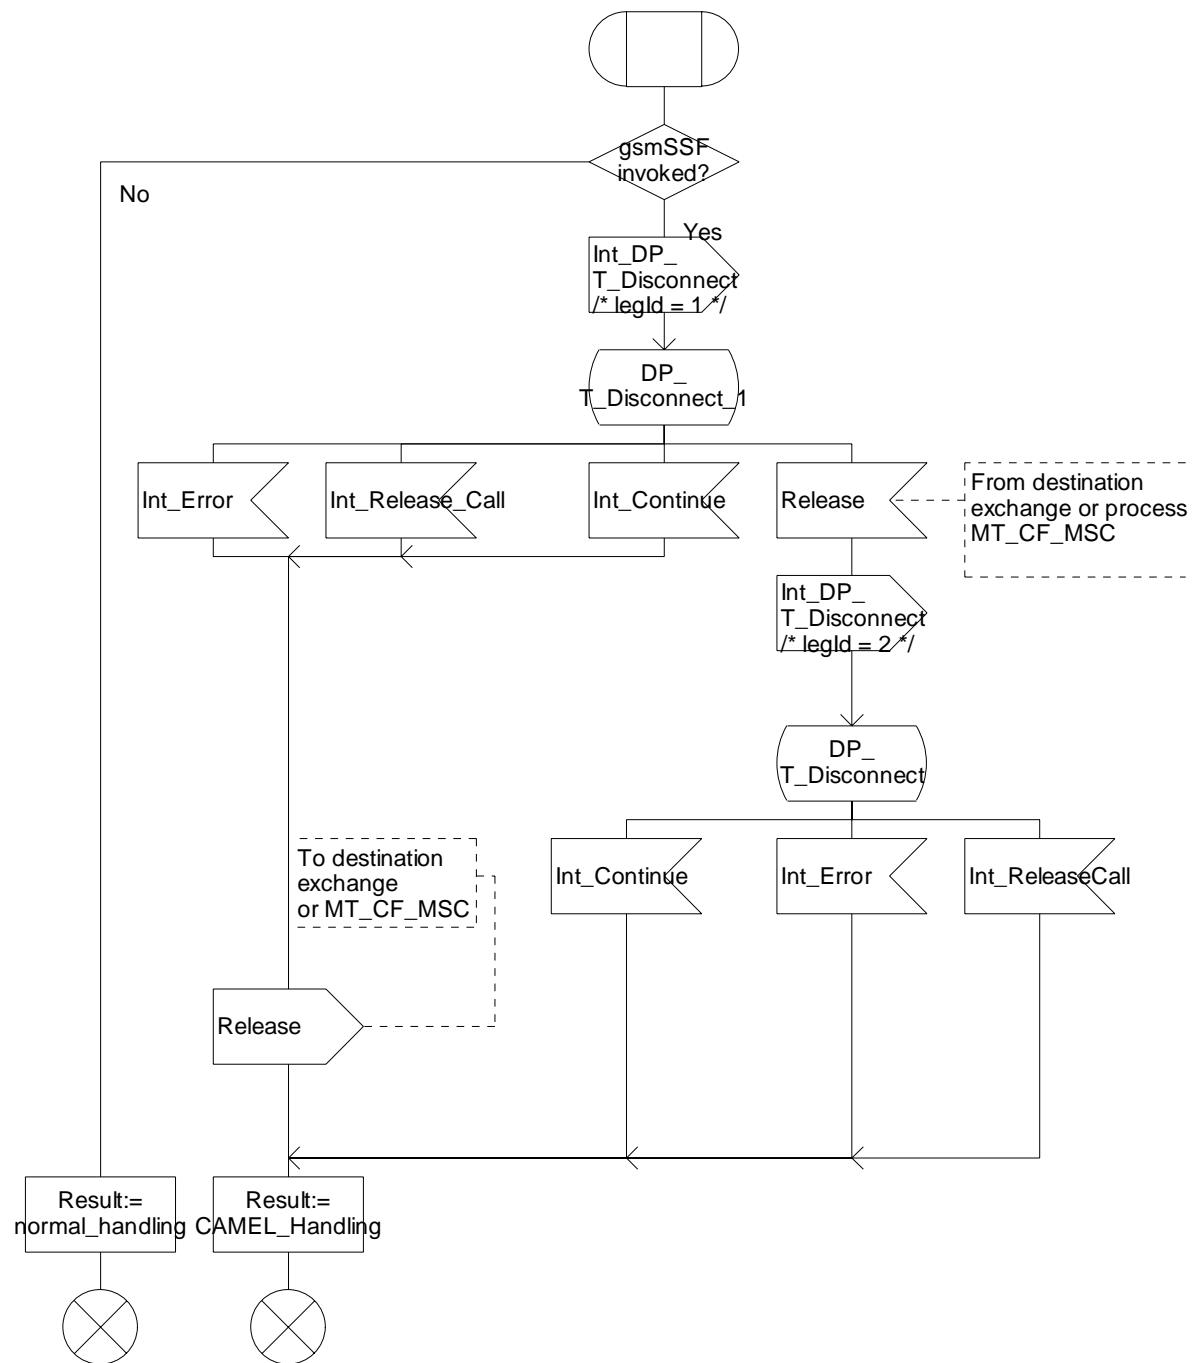 gsmSSF
invoked?
No
Yes
Int_DP_
T_Disconnect
/* legId = 1 */
DP_
T_Disconnect_1
Int_Error
Int_Release_Call
Int_Continue
Release
From destination
exchange or process
MT_CF_MSC
Int_DP_
T_Disconnect
/* legId = 2 */
DP_
T_Disconnect
To destination
exchange
or MT_CF_MSC
Int_Continue
Int_Error
Int_ReleaseCall
Release
Result:=
normal_handling
Result:=
CAMEL_Handling